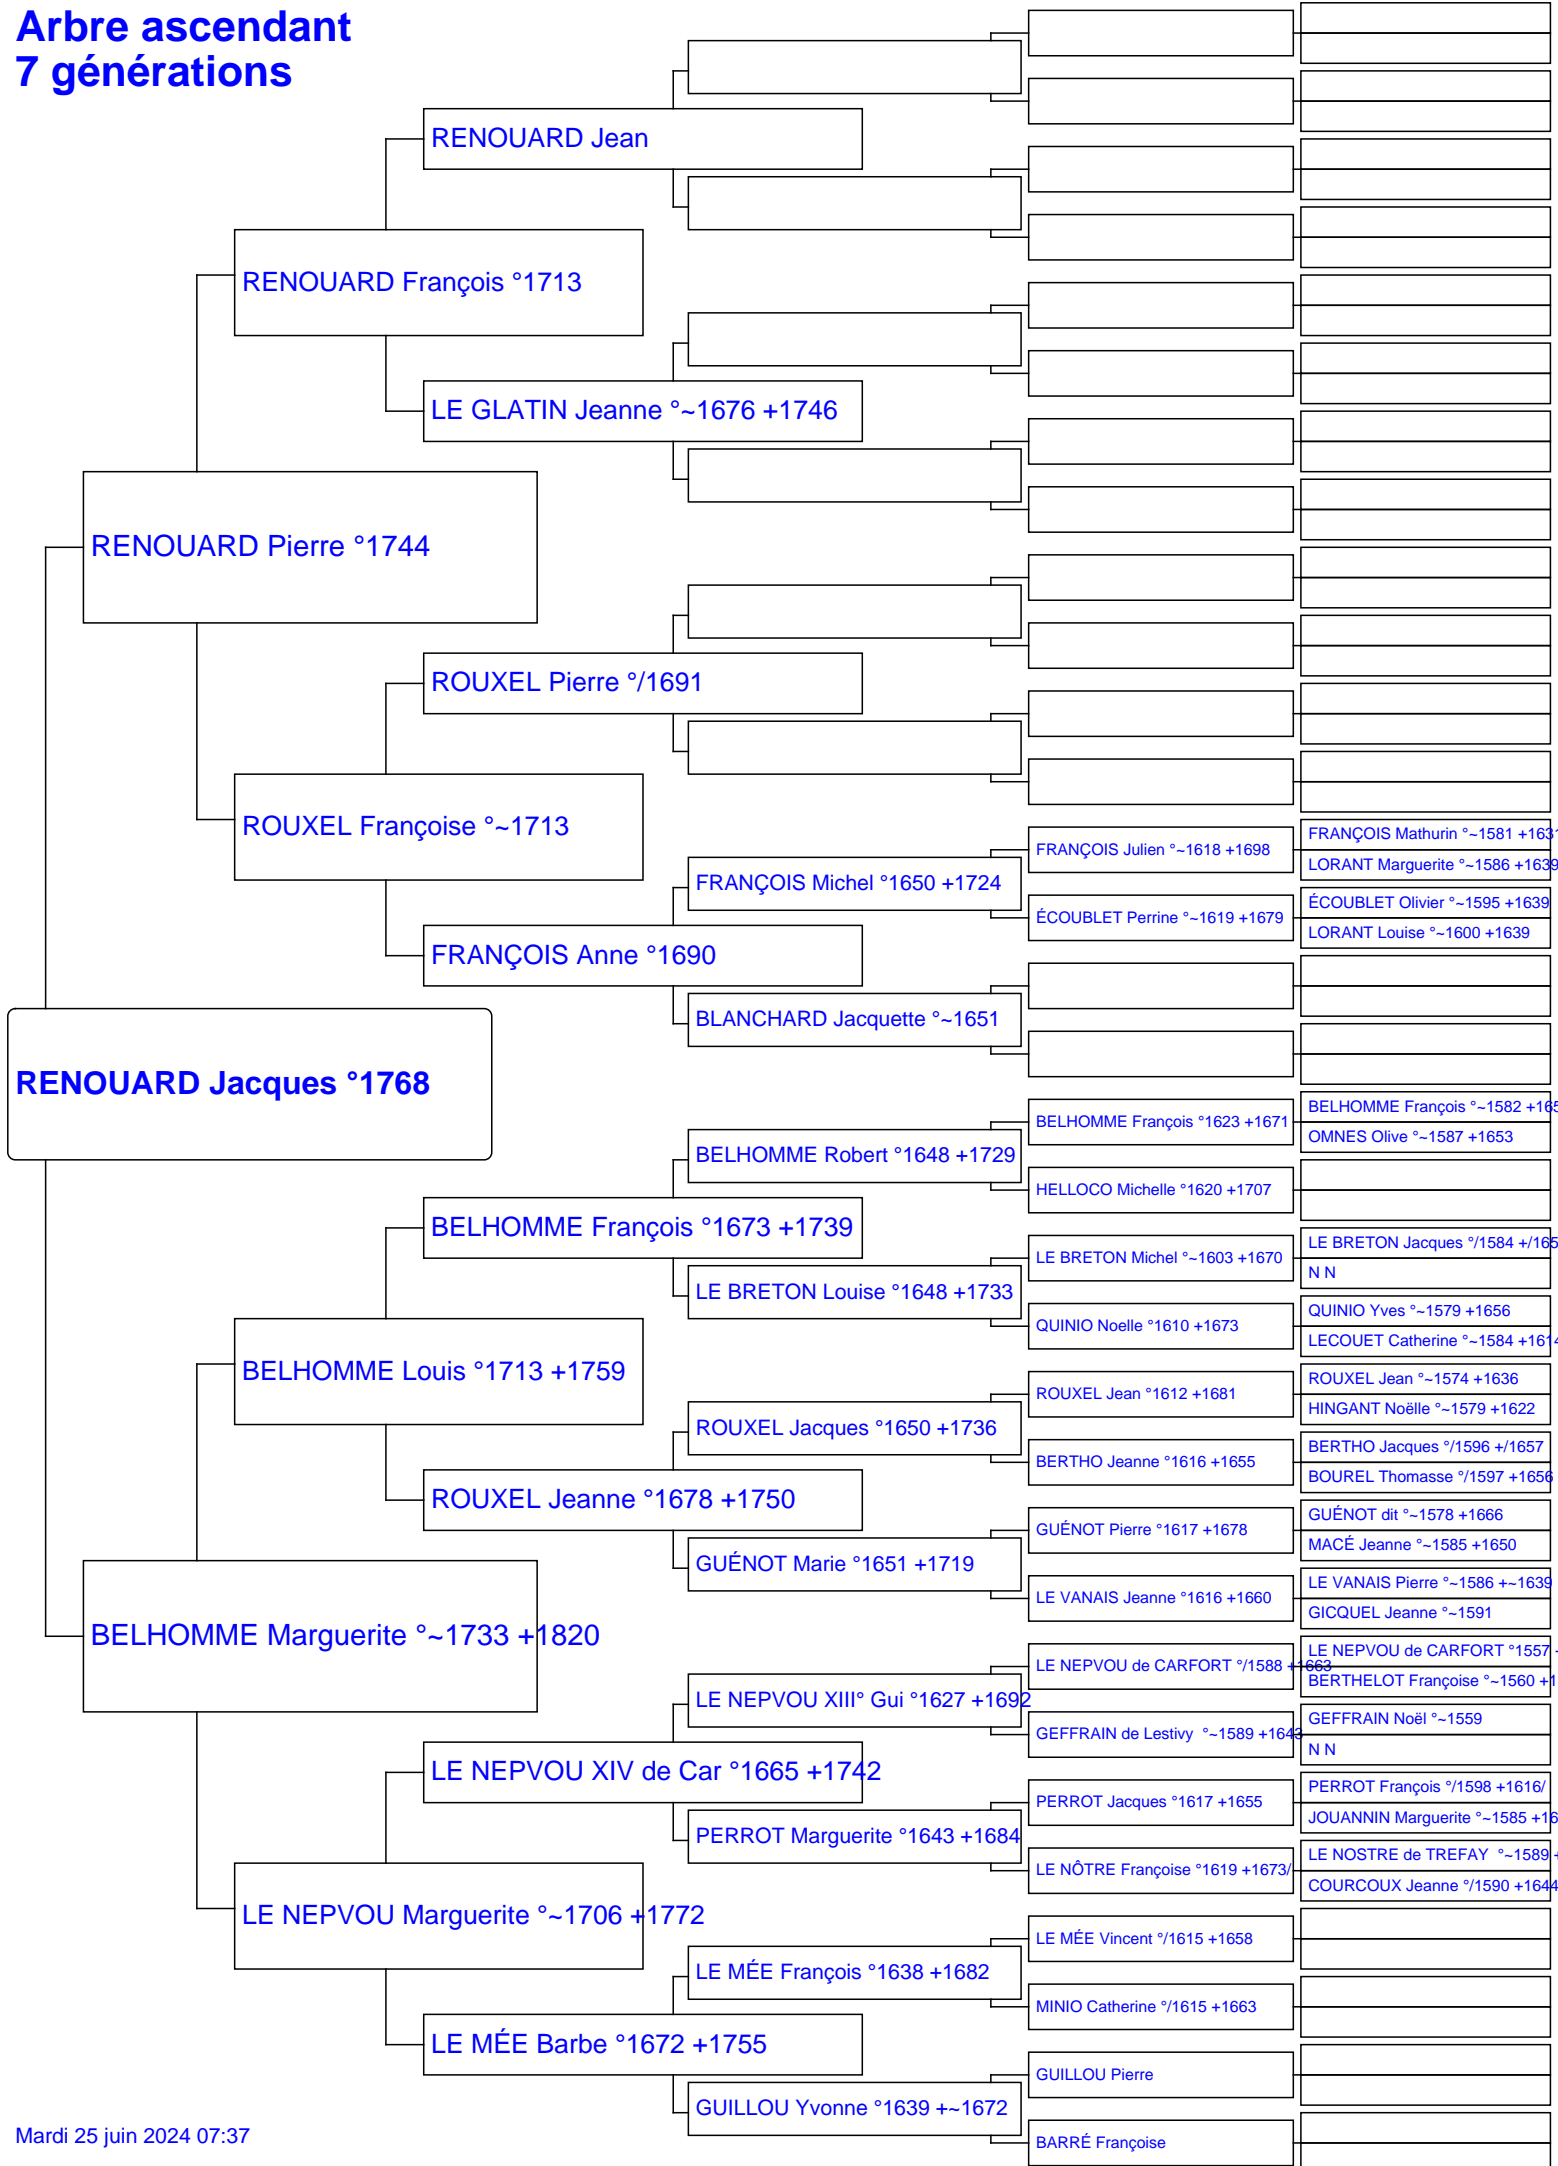 Arbre ascendant
7 générations
RENOUARD Jean
RENOUARD François °1713
LE GLATIN Jeanne °~1676 +1746
RENOUARD Pierre °1744
ROUXEL Pierre °/1691
ROUXEL Françoise °~1713
FRANÇOIS Mathurin °~1581 +1631
FRANÇOIS Julien °~1618 +1698
LORANT Marguerite °~1586 +1639
FRANÇOIS Michel °1650 +1724
ÉCOUBLET Olivier °~1595 +1639
ÉCOUBLET Perrine °~1619 +1679
LORANT Louise °~1600 +1639
FRANÇOIS Anne °1690
BLANCHARD Jacquette °~1651
RENOUARD Jacques °1768
BELHOMME François °~1582 +165
BELHOMME François °1623 +1671
OMNES Olive °~1587 +1653
BELHOMME Robert °1648 +1729
HELLOCO Michelle °1620 +1707
BELHOMME François °1673 +1739
LE BRETON Jacques °/1584 +/165
LE BRETON Michel °~1603 +1670
N N
LE BRETON Louise °1648 +1733
QUINIO Yves °~1579 +1656
QUINIO Noelle °1610 +1673
LECOUET Catherine °~1584 +1614
BELHOMME Louis °1713 +1759
ROUXEL Jean °~1574 +1636
ROUXEL Jean °1612 +1681
HINGANT Noëlle °~1579 +1622
ROUXEL Jacques °1650 +1736
BERTHO Jacques °/1596 +/1657
BERTHO Jeanne °1616 +1655
BOUREL Thomasse °/1597 +1656
ROUXEL Jeanne °1678 +1750
GUÉNOT dit °~1578 +1666
GUÉNOT Pierre °1617 +1678
MACÉ Jeanne °~1585 +1650
GUÉNOT Marie °1651 +1719
LE VANAIS Pierre °~1586 +~1639
LE VANAIS Jeanne °1616 +1660
GICQUEL Jeanne °~1591
BELHOMME Marguerite °~1733 +1820
LE NEPVOU de CARFORT °1557 +
LE NEPVOU de CARFORT °/1588 +1663
BERTHELOT Françoise °~1560 +1
LE NEPVOU XIII° Gui °1627 +1692
GEFFRAIN Noël °~1559
GEFFRAIN de Lestivy °~1589 +1643
N N
LE NEPVOU XIV de Car °1665 +1742
PERROT François °/1598 +1616/
PERROT Jacques °1617 +1655
JOUANNIN Marguerite °~1585 +16
PERROT Marguerite °1643 +1684
LE NOSTRE de TREFAY °~1589 +
LE NÔTRE Françoise °1619 +1673/
COURCOUX Jeanne °/1590 +1644
LE NEPVOU Marguerite °~1706 +1772
LE MÉE Vincent °/1615 +1658
LE MÉE François °1638 +1682
MINIO Catherine °/1615 +1663
LE MÉE Barbe °1672 +1755
GUILLOU Pierre
GUILLOU Yvonne °1639 +~1672
BARRÉ Françoise
Mardi 25 juin 2024 07:37